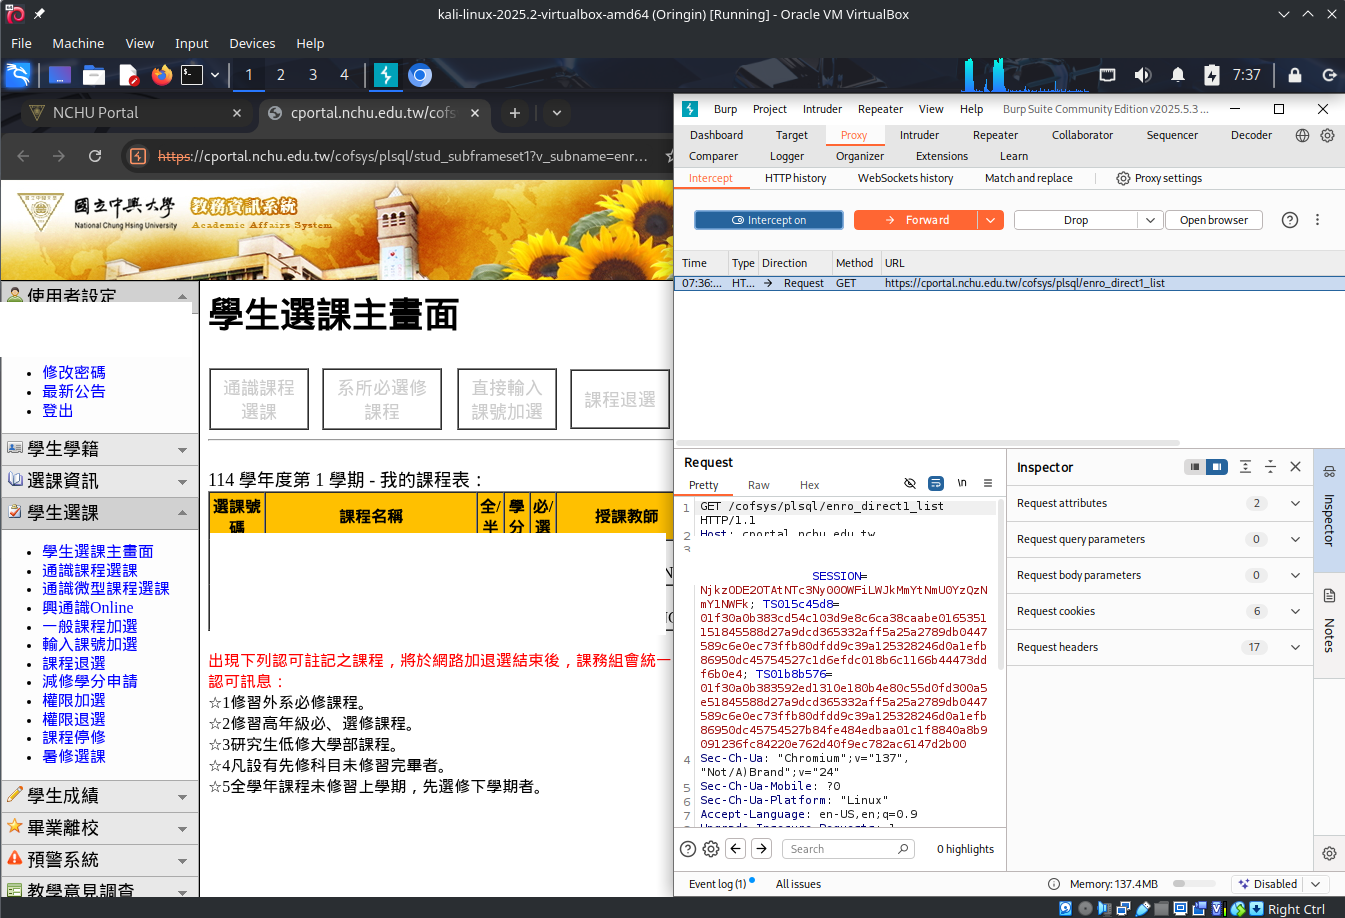 kali-linux-2025.2-virtualbox-amd64 (Oringin) [Running] - Oracle VM VirtualBox
File Machine View Input Devices Help
1 2 3 4 7:37
NCHU Portal
cportal.nchu.edu.tw/cofs
https://cportal.nchu.edu.tw/cofsys/plsql/stud_subframeset1?v_subname=enr...
國立中興大學 教務資訊系統
National Chung Hsing University Academic Affairs System
使用者設定
修改密碼
最新公告
登出
學生學籍
選課資訊
學生選課
學生選課主畫面
通識課程選課
通識微型課程選課
興通識Online
一般課程加選
輸入課號加選
課程退選
減修學分申請
權限加選
權限退選
課程停修
暑修選課
學生成績
畢業離校
預警系統
教學意見調查
學生選課主畫面
通識課程選課
系所必選修課程
直接輸入課號加選
課程退選
114 學年度第 1 學期 - 我的課程表：
選課號碼 課程名稱 全/半 學分 必/選 授課教師
出現下列認可註記之課程，將於網路加退選結束後，課務組會統一
認可訊息：
☆1修習外系必修課程。
☆2修習高年級必、選修課程。
☆3研究生低修大學部課程。
☆4凡設有先修科目未修習完畢者。
☆5全學年課程未修習上學期，先選修下學期者。
Burp Project Intruder Repeater View Help Burp Suite Community Edition v2025.5.3 ...
Dashboard Target Proxy Intruder Repeater Collaborator Sequencer Decoder
Comparer Logger Organizer Extensions Learn
Intercept HTTP history WebSockets history Match and replace Proxy settings
Intercept on Forward Drop Open browser
Time Type Direction Method URL
07:36:... HT... → Request GET https://cportal.nchu.edu.tw/cofsys/plsql/enro_direct1_list
Request
Pretty Raw Hex \n
1 GET /cofsys/plsql/enro_direct1_list
HTTP/1.1
2 Host: cportal.nchu.edu.tw
3
SESSION=
NjkzODE2OTAtNTc3Ny00OWFiLWJkMmYtNmU0YzQzN
mY1NWFk; TS015c45d8=
01f30a0b383cd54c103d9e8c6ca38caabe0165351
151845588d27a9dcd365332aff5a25a2789db0447
589c6e0ec73ffb80dfdd9c39a125328246d0a1efb
86950dc45754527c1d6efdc018b6c1166b44473dd
f6b0e4; TS01b8b576=
01f30a0b383592ed1310e180b4e80c55d0fd300a5
e51845588d27a9dcd365332aff5a25a2789db0447
589c6e0ec73ffb80dfdd9c39a125328246d0a1efb
86950dc45754527b84fe484edbaa01c1f8840a8b9
091236fc84220e762d40f9ec782ac6147d2b00
4 Sec-Ch-Ua: "Chromium";v="137",
"Not/A)Brand";v="24"
5 Sec-Ch-Ua-Mobile: ?0
6 Sec-Ch-Ua-Platform: "Linux"
7 Accept-Language: en-US,en;q=0.9
Upgrade-Insecure-Requests: 1
Search 0 highlights
Inspector
Request attributes 2
Request query parameters 0
Request body parameters 0
Request cookies 6
Request headers 17
Inspector
Notes
Event log (1) All issues Memory: 137.4MB Disabled
Right Ctrl